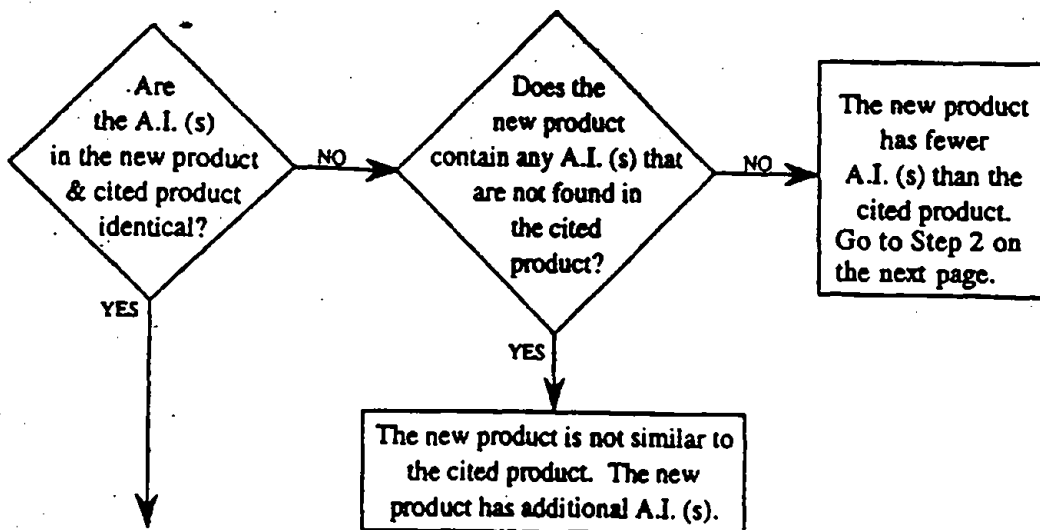 Are
the A.I. (s)
in the new product
& cited product
identical?
NO
YES
Does the
new product
contain any A.I. (s) that
are not found in
the cited
product?
NO
YES
The new product
has fewer
A.I. (s) than the
cited product.
Go to Step 2 on
the next page.
The new product is not similar to
the cited product. The new
product has additional A.I. (s).